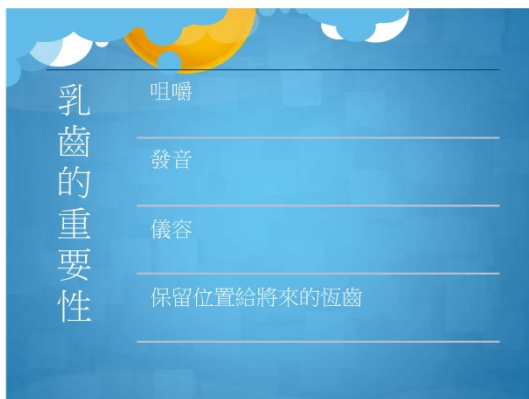 乳齒的重要性
咀嚼
發音
儀容
保留位置給將來的恆齒